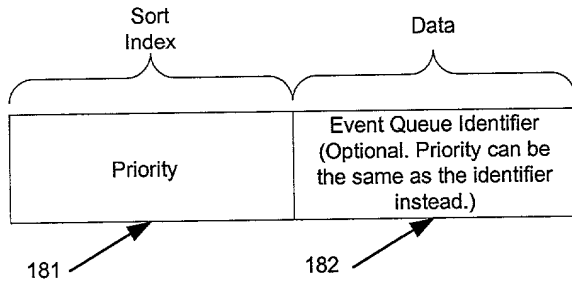 Sort
Index
Data
Priority
Event Queue Identifier
(Optional. Priority can be
the same as the identifier
instead.)
181
182